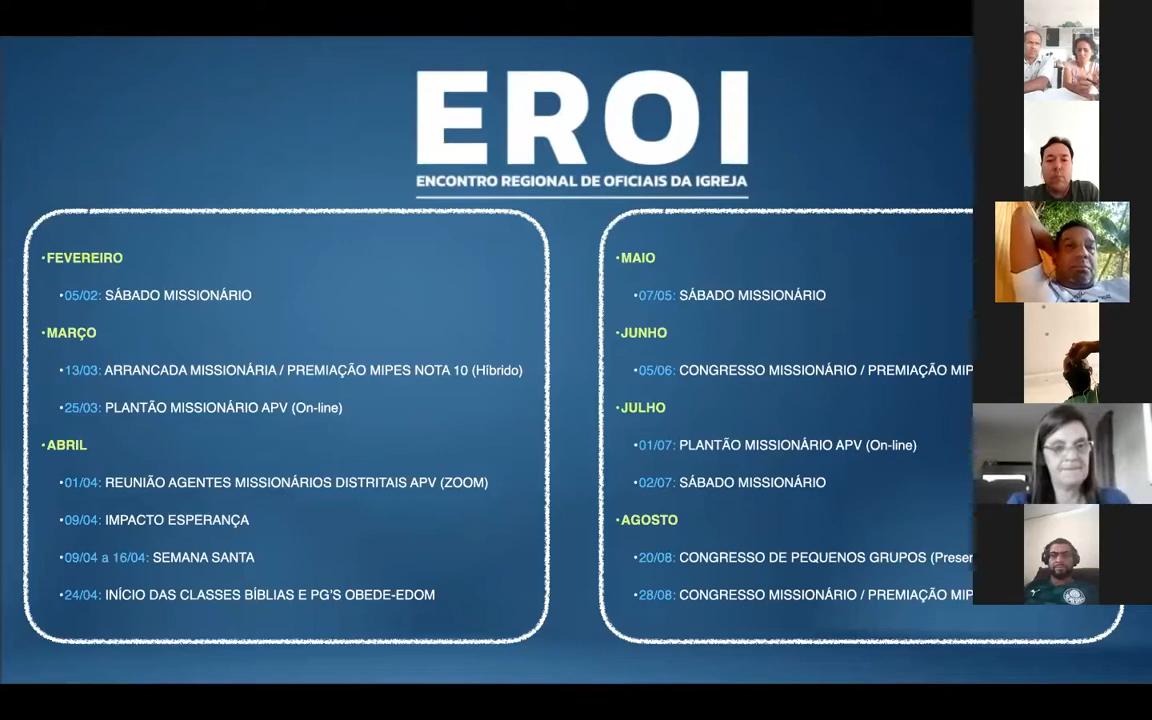 EROI
ENCONTRO REGIONAL DE OFICIAIS DA IGREJA
•FEVEREIRO
•05/02: SÁBADO MISSIONÁRIO
•MARÇO
•13/03: ARRANCADA MISSIONÁRIA / PREMIAÇÃO MIPES NOTA 10 (Híbrido)
•25/03: PLANTÃO MISSIONÁRIO APV (On-line)
•ABRIL
•01/04: REUNIÃO AGENTES MISSIONÁRIOS DISTRITAIS APV (ZOOM)
•09/04: IMPACTO ESPERANÇA
•09/04 a 16/04: SEMANA SANTA
•24/04: INÍCIO DAS CLASSES BÍBLIAS E PG'S OBEDE-EDOM
•MAIO
•07/05: SÁBADO MISSIONÁRIO
•JUNHO
•05/06: CONGRESSO MISSIONÁRIO / PREMIAÇÃO MIP
•JULHO
•01/07: PLANTÃO MISSIONÁRIO APV (On-line)
•02/07: SÁBADO MISSIONÁRIO
•AGOSTO
•20/08: CONGRESSO DE PEQUENOS GRUPOS (Presen
•28/08: CONGRESSO MISSIONÁRIO / PREMIAÇÃO MIP